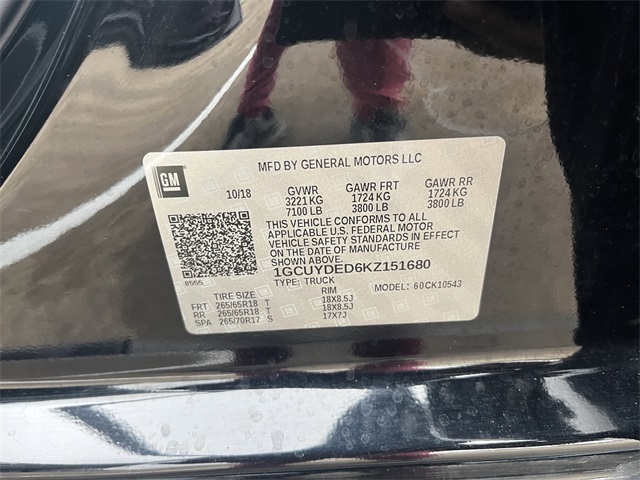 MFD BY GENERAL MOTORS LLC
GM
10/18
GVWR GAWR FRT GAWR RR
3221 KG 1724 KG 1724 KG
7100 LB 3800 LB 3800 LB
THIS VEHICLE CONFORMS TO ALL
APPLICABLE U.S. FEDERAL MOTOR
VEHICLE SAFETY STANDARDS IN
EFFECT ON THE DATE OF
MANUFACTURE SHOWN ABOVE.
1GCUYDED6KZ151680
8555
TYPE: TRUCK MODEL: 60CK10543
TIRE SIZE RIM
FRT 265/65R18 T 18X8.5J
RR 265/65R18 T 18X8.5J
SPA 265/70R17 S 17X7J